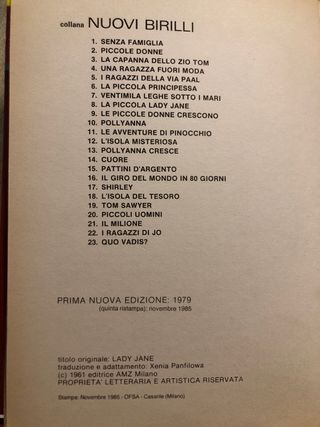 collana NUOVI BIRILLI
1. SENZA FAMIGLIA
2. PICCOLE DONNE
3. LA CAPANNA DELLO ZIO TOM
4. UNA RAGAZZA FUORI MODA
5. I RAGAZZI DELLA VIA PAAL
6. LA PICCOLA PRINCIPESSA
7. VENTIMILA LEGHE SOTTO I MARI
8. LA PICCOLA LADY JANE
9. LE PICCOLE DONNE CRESCONO
10. POLLYANNA
11. LE AVVENTURE DI PINOCCHIO
12. L'ISOLA MISTERIOSA
13. POLLYANNA CRESCE
14. CUORE
15. PATTINI D'ARGENTO
16. IL GIRO DEL MONDO IN 80 GIORNI
17. SHIRLEY
18. L'ISOLA DEL TESORO
19. TOM SAWYER
20. PICCOLI UOMINI
21. IL MILIONE
22. I RAGAZZI DI JO
23. QUO VADIS?
PRIMA NUOVA EDIZIONE: 1979
(quinta ristampa): novembre 1985
titolo originale: LADY JANE
traduzione e adattamento: Xenia Panfilowa
(c) 1961 editrice AMZ Milano
PROPRIETA' LETTERARIA E ARTISTICA RISERVATA
Stampa: Novembre 1985 - OFSA - Casarile (Milano)